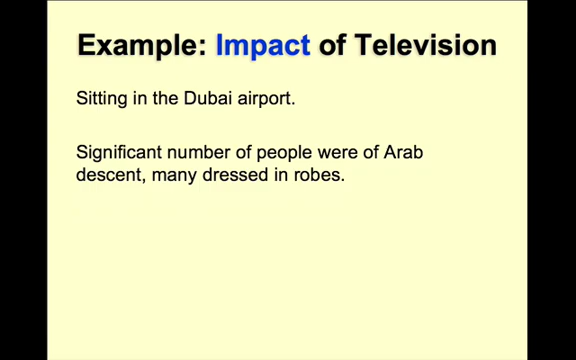 Example: Impact of Television
Sitting in the Dubai airport.
Significant number of people were of Arab
descent, many dressed in robes.